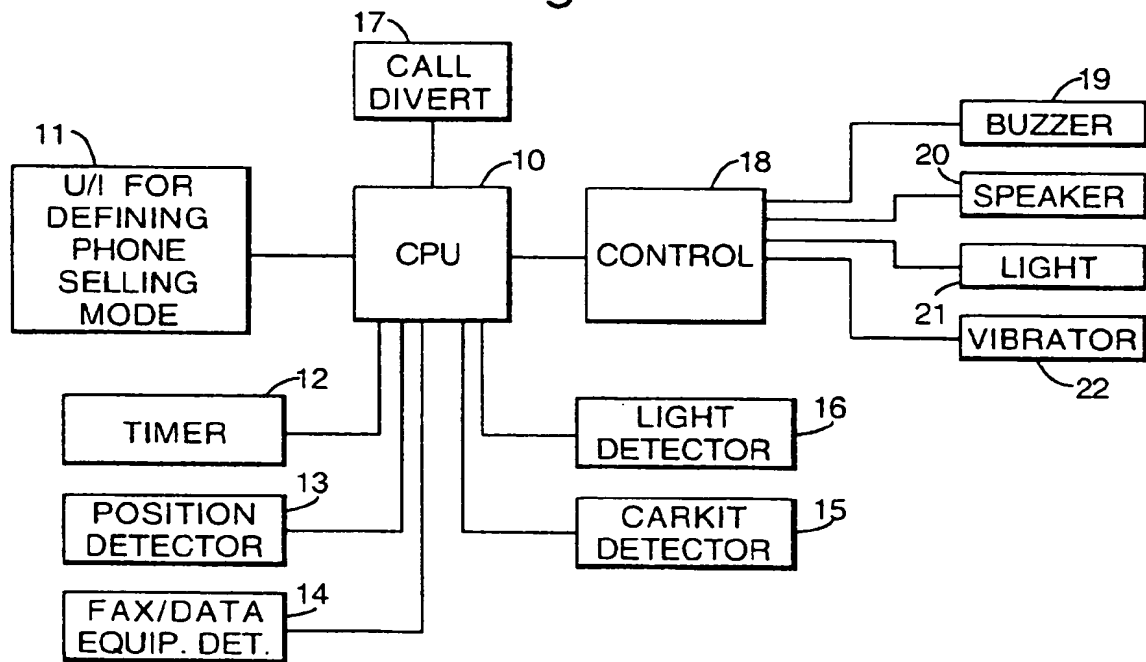 17
CALL
DIVERT
11
U/I FOR
DEFINING
PHONE
SELLING
MODE
10
CPU
18
CONTROL
19
BUZZER
20
SPEAKER
LIGHT
21
VIBRATOR
22
12
TIMER
13
POSITION
DETECTOR
14
FAX/DATA
EQUIP. DET.
16
LIGHT
DETECTOR
15
CARKIT
DETECTOR